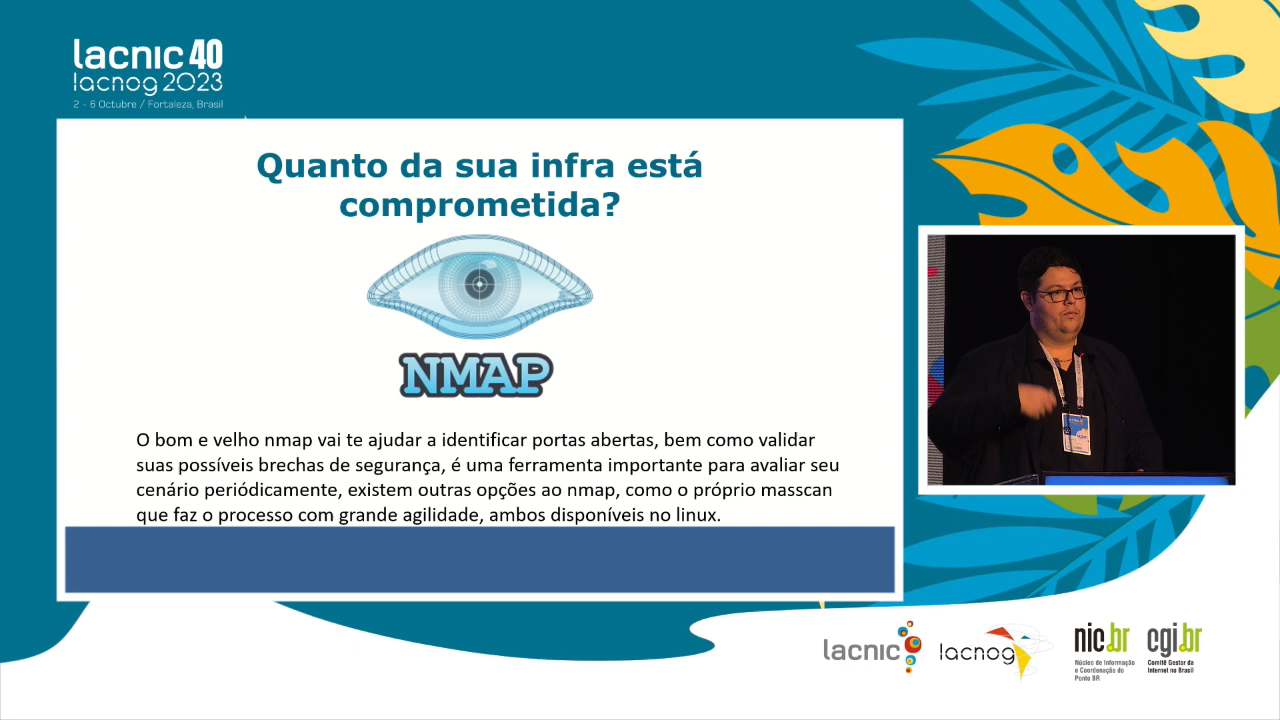 lacnic 40
lacnog 2023
2 - 6 Octubre / Fortaleza, Brasil
Quanto da sua infra está
comprometida?
NMAP
O bom e velho nmap vai te ajudar a identificar portas abertas, bem como validar
suas possíveis brechas de segurança, é uma ferramenta importante para avaliar seu
cenário periodicamente, existem outras opções ao nmap, como o próprio masscan
que faz o processo com grande agilidade, ambos disponíveis no linux.
lacnic
lacnog
nic.br
Núcleo de Informação
e Coordenação do
Ponto BR
cgi.br
Comitê Gestor da
Internet no Brasil